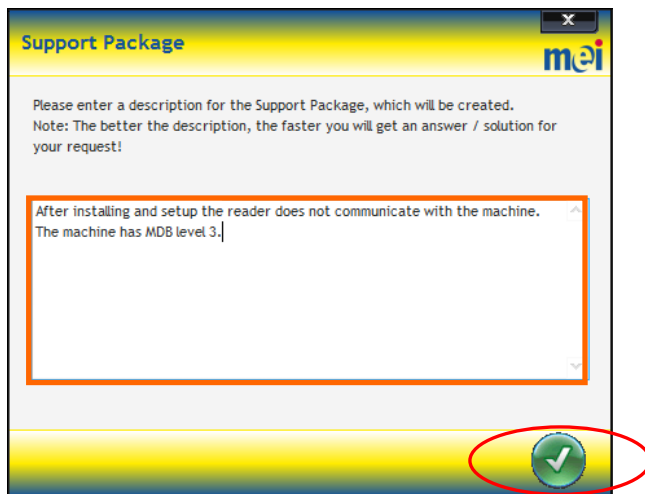 X
Support Package
mei
Please enter a description for the Support Package, which will be created.
Note: The better the description, the faster you will get an answer / solution for
your request!
After installing and setup the reader does not communicate with the machine.
The machine has MDB level 3.